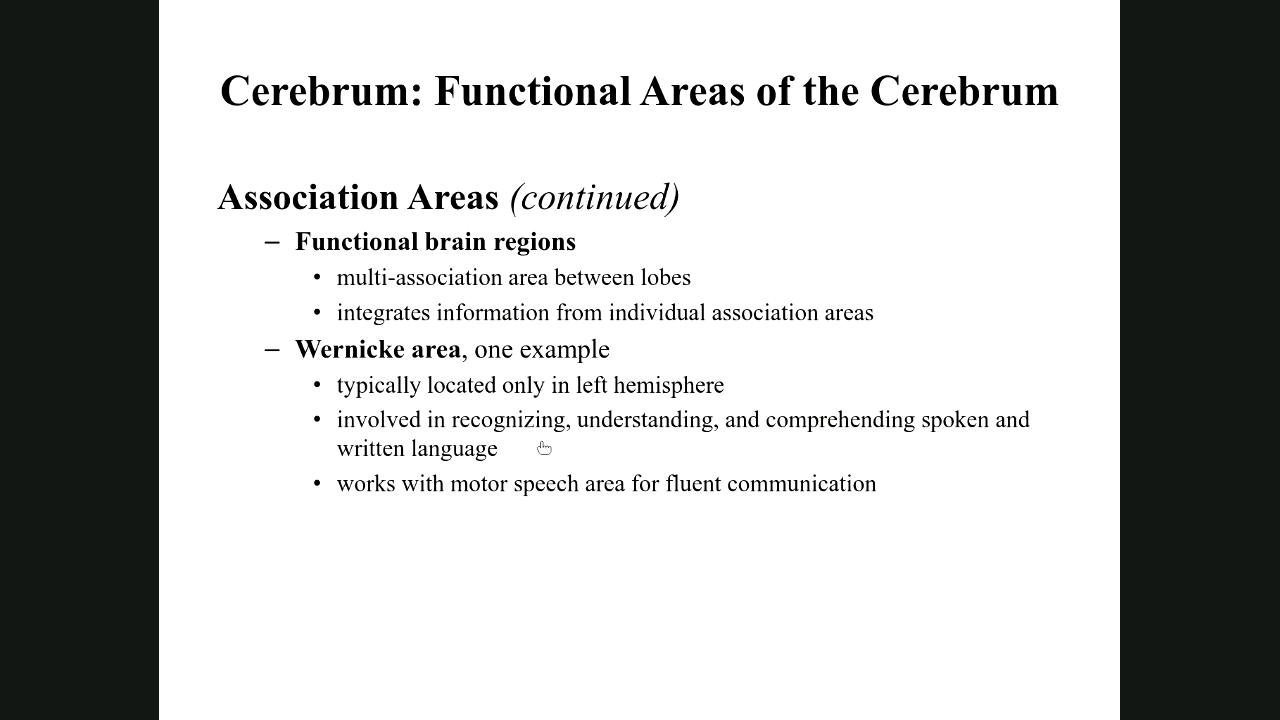 Cerebrum: Functional Areas of the Cerebrum
Association Areas (continued)
– Functional brain regions
• multi-association area between lobes
• integrates information from individual association areas
– Wernicke area, one example
• typically located only in left hemisphere
• involved in recognizing, understanding, and comprehending spoken and
written language
• works with motor speech area for fluent communication